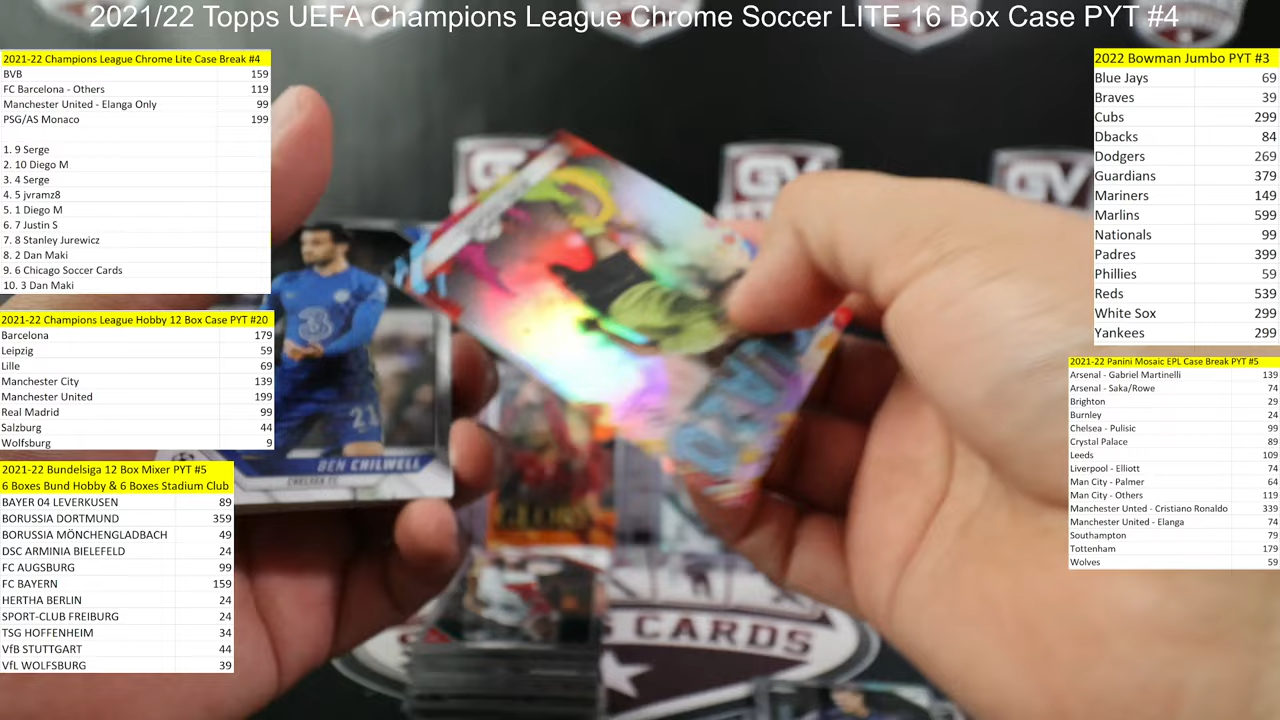 2021/22 Topps UEFA Champions League Chrome Soccer LITE 16 Box Case PYT #4
2021-22 Champions League Chrome Lite Case Break #4
BVB 159
FC Barcelona - Others 119
Manchester United - Elanga Only 99
PSG/AS Monaco 199
1. 9 Serge
2. 10 Diego M
3. 4 Serge
4. 5 jvramz8
5. 1 Diego M
6. 7 Justin S
7. 8 Stanley Jurewicz
8. 2 Dan Maki
9. 6 Chicago Soccer Cards
10. 3 Dan Maki
2021-22 Champions League Hobby 12 Box Case PYT #20
Barcelona 179
Leipzig 59
Lille 69
Manchester City 139
Manchester United 199
Real Madrid 99
Salzburg 44
Wolfsburg 9
2021-22 Bundelsiga 12 Box Mixer PYT #5
6 Boxes Bund Hobby & 6 Boxes Stadium Club
BAYER 04 LEVERKUSEN 89
BORUSSIA DORTMUND 359
BORUSSIA MÖNCHENGLADBACH 49
DSC ARMINIA BIELEFELD 24
FC AUGSBURG 99
FC BAYERN 159
HERTHA BERLIN 24
SPORT-CLUB FREIBURG 24
TSG HOFFENHEIM 34
VfB STUTTGART 44
VfL WOLFSBURG 39
2022 Bowman Jumbo PYT #3
Blue Jays 69
Braves 39
Cubs 299
Dbacks 84
Dodgers 269
Guardians 379
Mariners 149
Marlins 599
Nationals 99
Padres 399
Phillies 59
Reds 539
White Sox 299
Yankees 299
2021-22 Panini Mosaic EPL Case Break PYT #5
Arsenal - Gabriel Martinelli 139
Arsenal - Saka/Rowe 74
Brighton 29
Burnley 24
Chelsea - Pulisic 99
Crystal Palace 89
Leeds 109
Liverpool - Elliott 74
Man City - Palmer 64
Man City - Others 119
Manchester Unted - Cristiano Ronaldo 339
Manchester United - Elanga 74
Southampton 79
Tottenham 179
Wolves 59
3
21
BEN CHILWELL
CHELSEA FC
GV
GV
GLORY
S CARDS